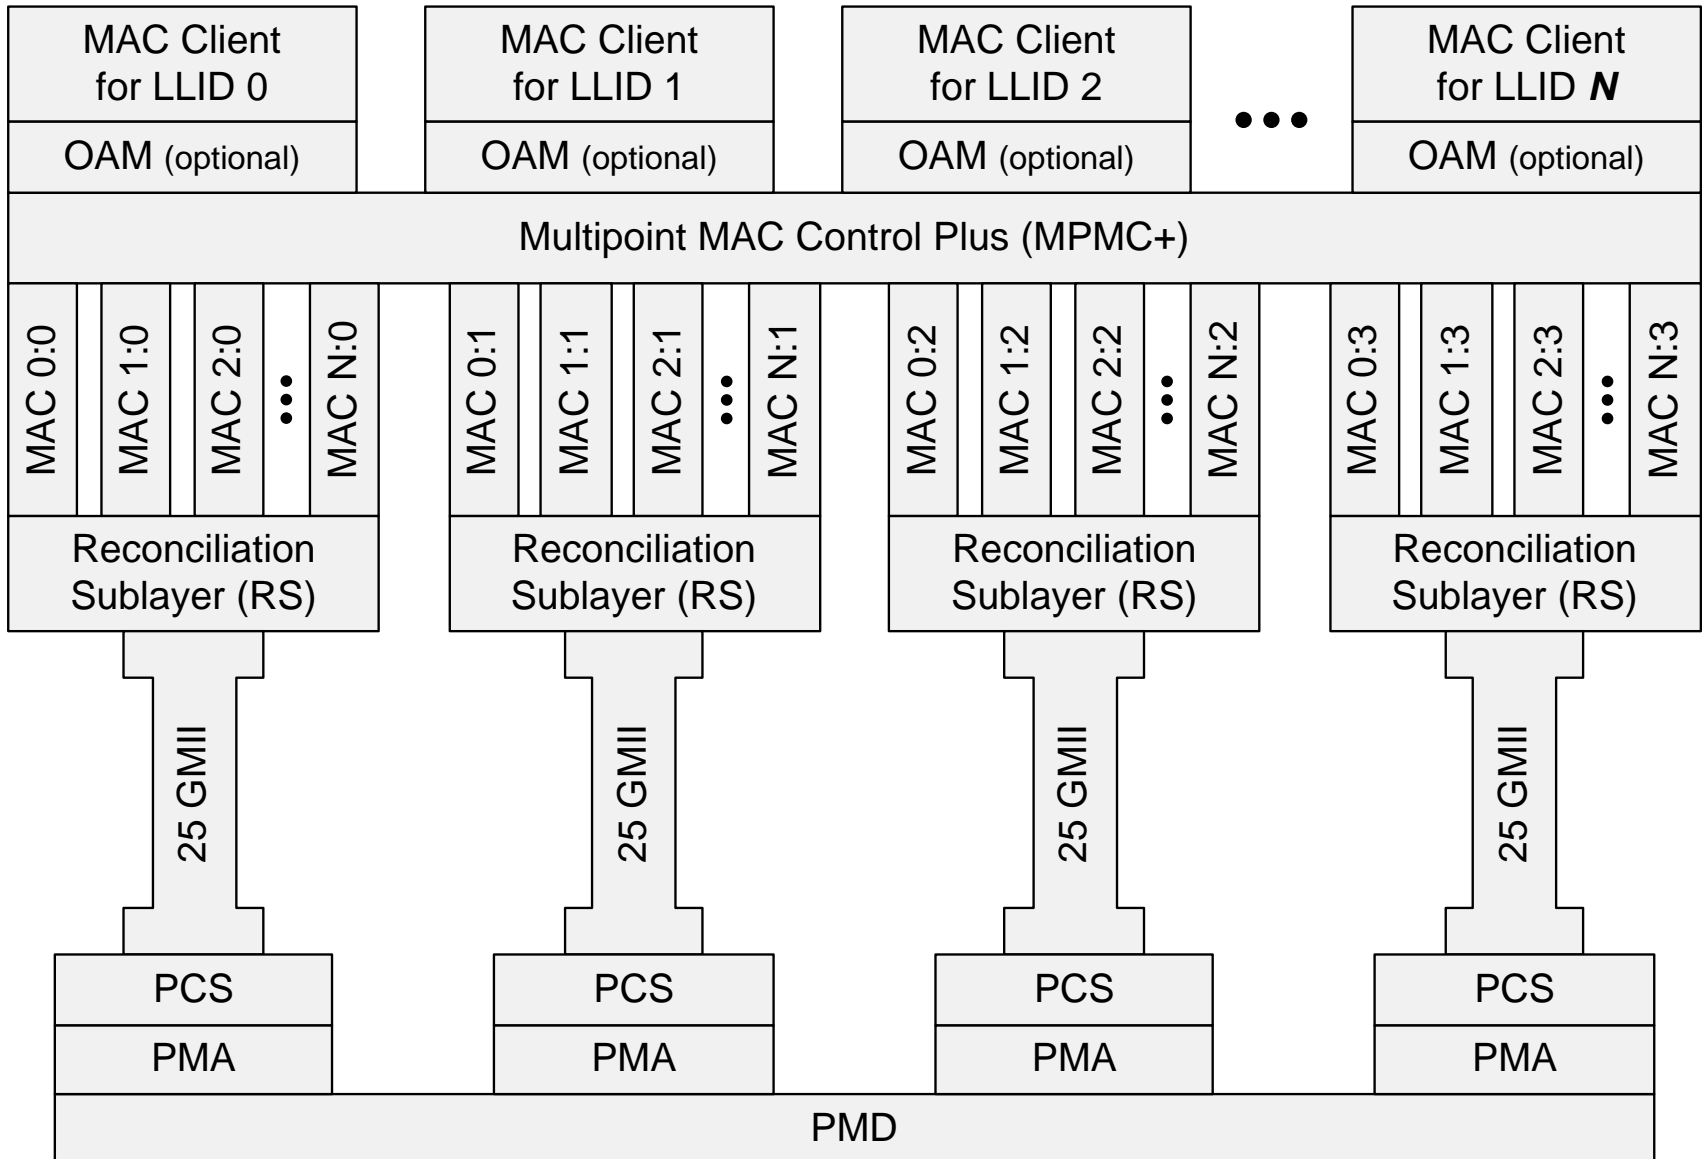 MAC Client
for LLID 0
MAC Client
for LLID 1
MAC Client
for LLID 2
MAC Client
for LLID N
OAM (optional)
OAM (optional)
OAM (optional)
OAM (optional)
Multipoint MAC Control Plus (MPMC+)
MAC 0:0
MAC 1:0
MAC 2:0
MAC N:0
MAC 0:1
MAC 1:1
MAC 2:1
MAC N:1
MAC 0:2
MAC 1:2
MAC 2:2
MAC N:2
MAC 0:3
MAC 1:3
MAC 2:3
MAC N:3
Reconciliation
Sublayer (RS)
Reconciliation
Sublayer (RS)
Reconciliation
Sublayer (RS)
Reconciliation
Sublayer (RS)
25 GMII
25 GMII
25 GMII
25 GMII
PCS
PCS
PCS
PCS
PMA
PMA
PMA
PMA
PMD